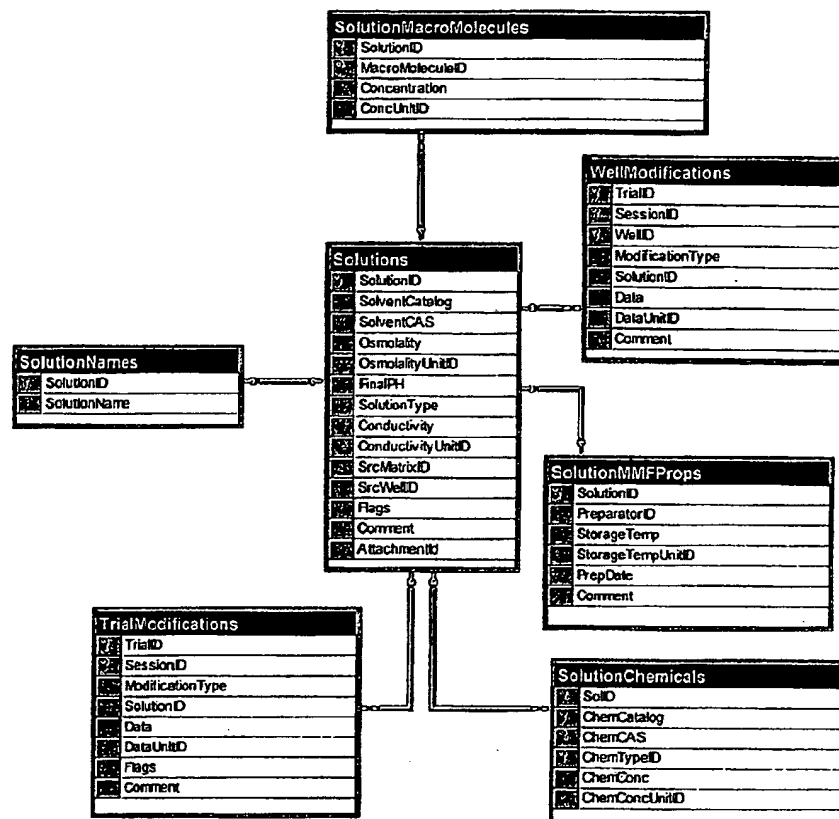 SolutionMacroMolecules
SolutionID
MacroMoleculeID
Concentration
ConcUnitID
WellModifications
TrialID
SessionID
WellID
ModificationType
SolutionID
Data
DataUnitID
Comment
Solutions
SolutionID
SolventCatalog
SolventCAS
Osmolality
OsmolalityUnitID
FinalPH
SolutionType
Conductivity
ConductivityUnitID
SrcMatrixID
SrcWellID
Flags
Comment
AttachmentId
SolutionNames
SolutionID
SolutionName
SolutionMMFProps
SolutionID
PreparatorID
StorageTemp
StorageTempUnitID
PrepDate
Comment
TrialModifications
TrialID
SessionID
ModificationType
SolutionID
Data
DataUnitID
Flags
Comment
SolutionChemicals
SolID
ChemCatalog
ChemCAS
ChemTypeID
ChemConc
ChemConcUnitID